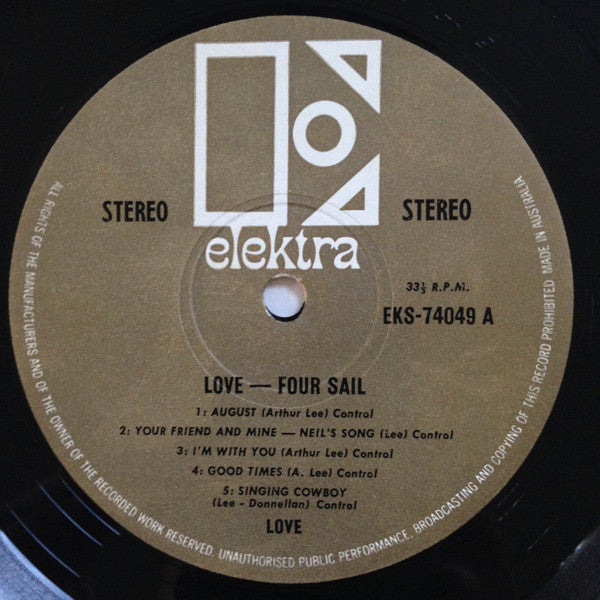 STEREO
STEREO
elektra
33⅓ R.P.M.
EKS-74049 A
LOVE — FOUR SAIL
1: AUGUST (Arthur Lee) Control
2: YOUR FRIEND AND MINE — NEIL'S SONG (Lee) Control
3: I'M WITH YOU (Arthur Lee) Control
4: GOOD TIMES (A. Lee) Control
5: SINGING COWBOY
(Lee - Donnellan) Control
LOVE
ALL RIGHTS OF THE MANUFACTURERS AND OF THE OWNER OF THE RECORDED WORK RESERVED. UNAUTHORISED PUBLIC PERFORMANCE, BROADCASTING AND COPYING OF THIS RECORD PROHIBITED MADE IN AUSTRALIA